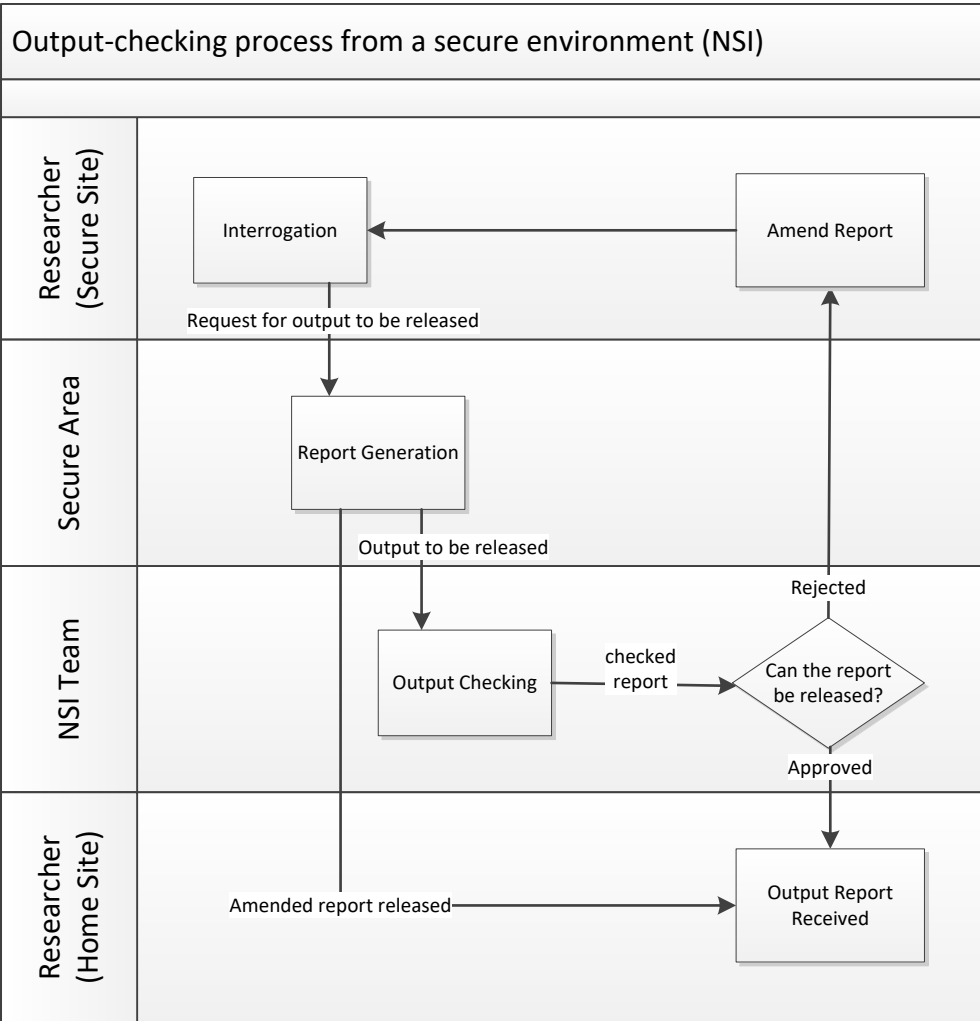 Output-checking process from a secure environment (NSI)
Researcher
(Secure Site)
Interrogation
Amend Report
Request for output to be released
Secure Area
Report Generation
Output to be released
NSI Team
Rejected
Output Checking
checked
report
Can the report
be released?
Approved
Researcher
(Home Site)
Amended report released
Output Report
Received